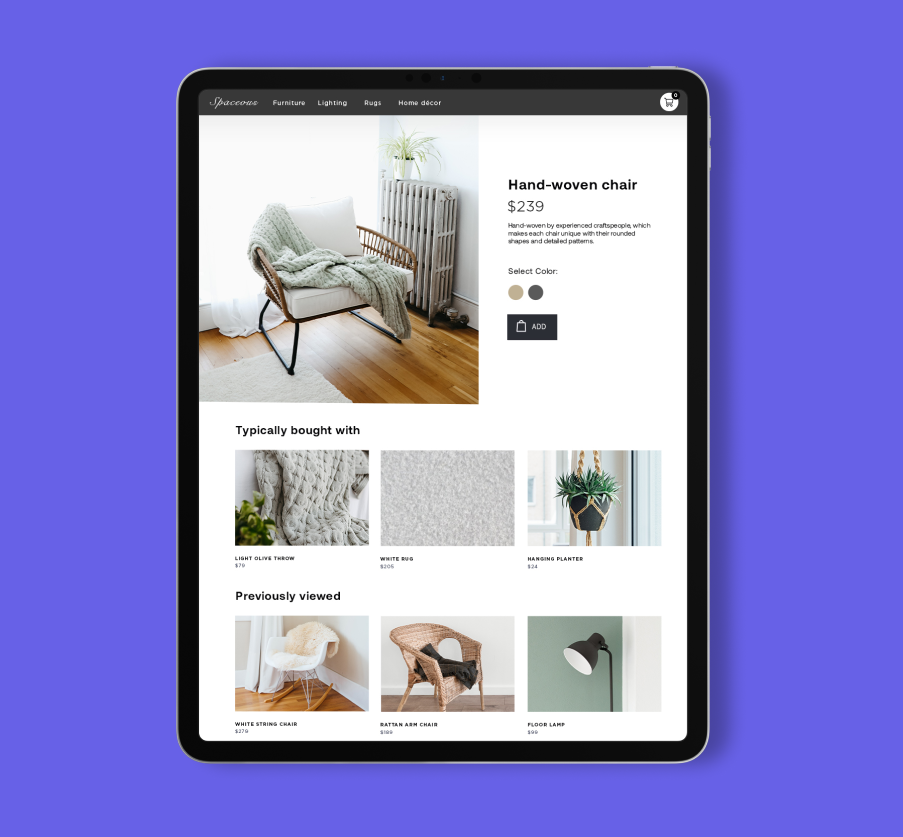 Spaceous
Furniture
Lighting
Rugs
Home décor
0
Hand-woven chair
$239
Hand-woven by experienced craftspeople, which
makes each chair unique with their rounded
shapes and detailed patterns.
Select Color:
ADD
Typically bought with
LIGHT OLIVE THROW
$79
WHITE RUG
$205
HANGING PLANTER
$24
Previously viewed
WHITE STRING CHAIR
$279
RATTAN ARM CHAIR
$189
FLOOR LAMP
$99